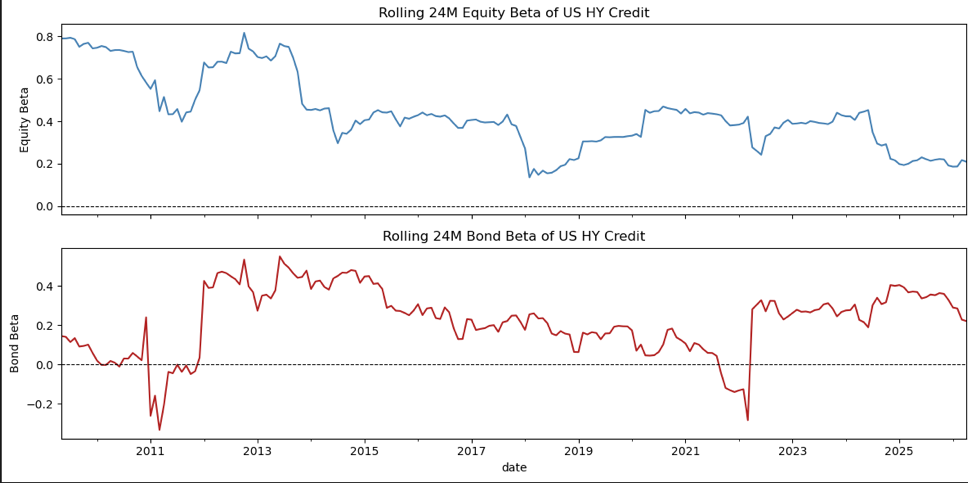 Rolling 24M Equity Beta of US HY Credit
0.8
0.6
0.4
0.2
0.0
Equity Beta
Rolling 24M Bond Beta of US HY Credit
0.4
0.2
0.0
−0.2
Bond Beta
2011 2013 2015 2017 2019 2021 2023 2025
date